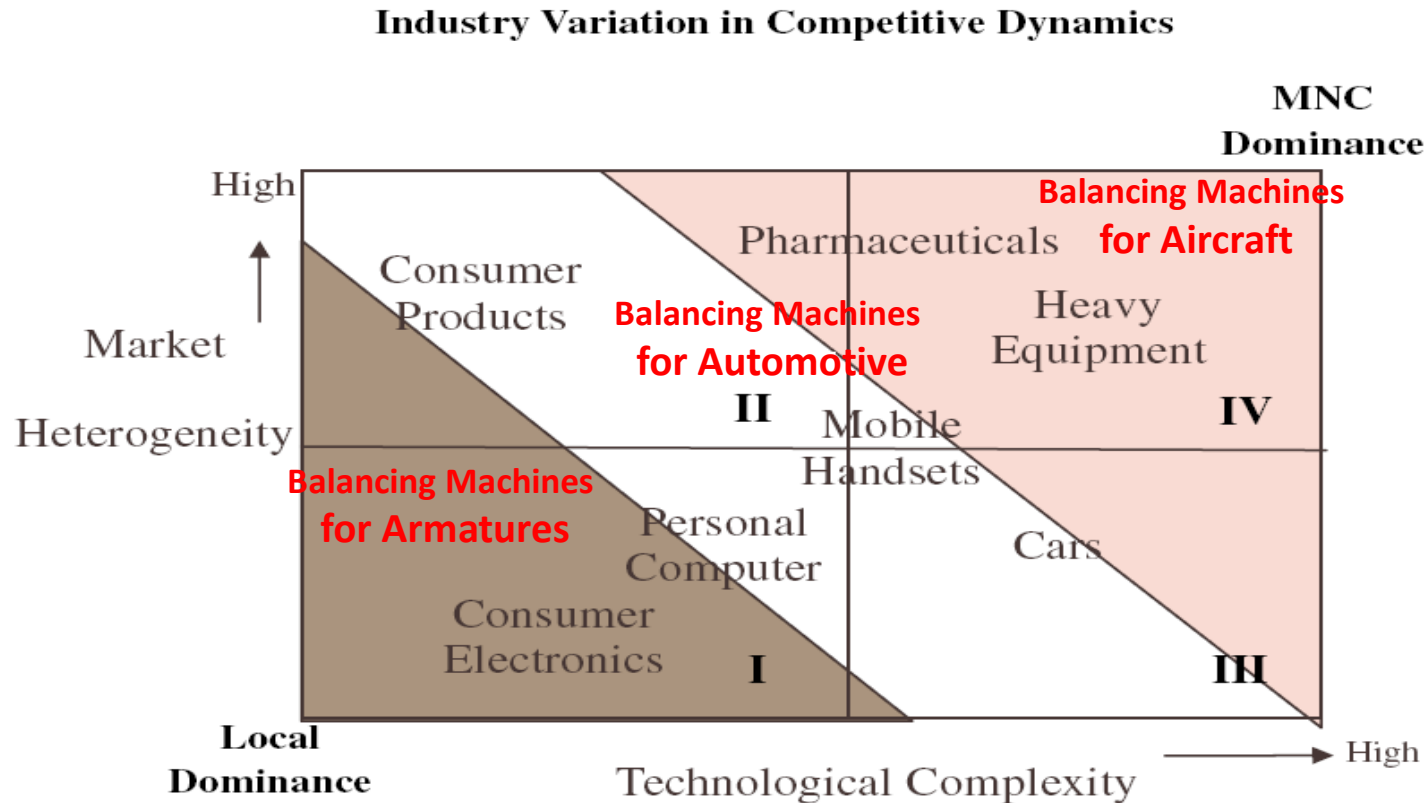 Industry Variation in Competitive Dynamics
MNC
Dominance
High
Balancing Machines
for Aircraft
Pharmaceuticals
Consumer
Products
Heavy
Equipment
Balancing Machines
for Automotive
Market
Heterogeneity
II
IV
Mobile
Handsets
Balancing Machines
for Armatures
Personal
Computer
Cars
Consumer
Electronics
I
III
Local
Dominance
Technological Complexity
High